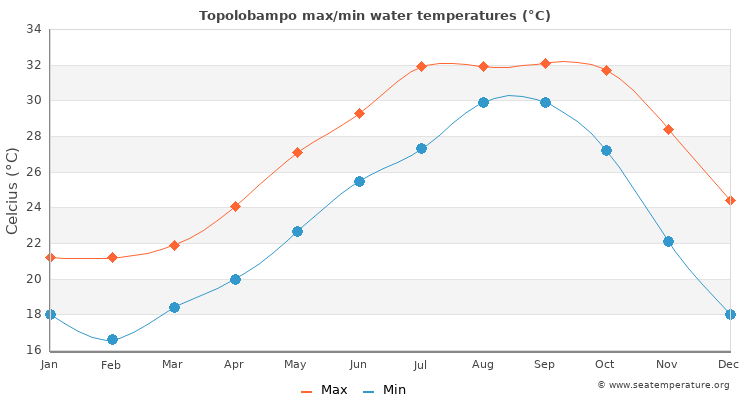 Topolobampo max/min water temperatures (°C)
Celcius (°C)
34
32
30
28
26
24
22
20
18
16
Jan Feb Mar Apr May Jun Jul Aug Sep Oct Nov Dec
© www.seatemperature.org
Max Min